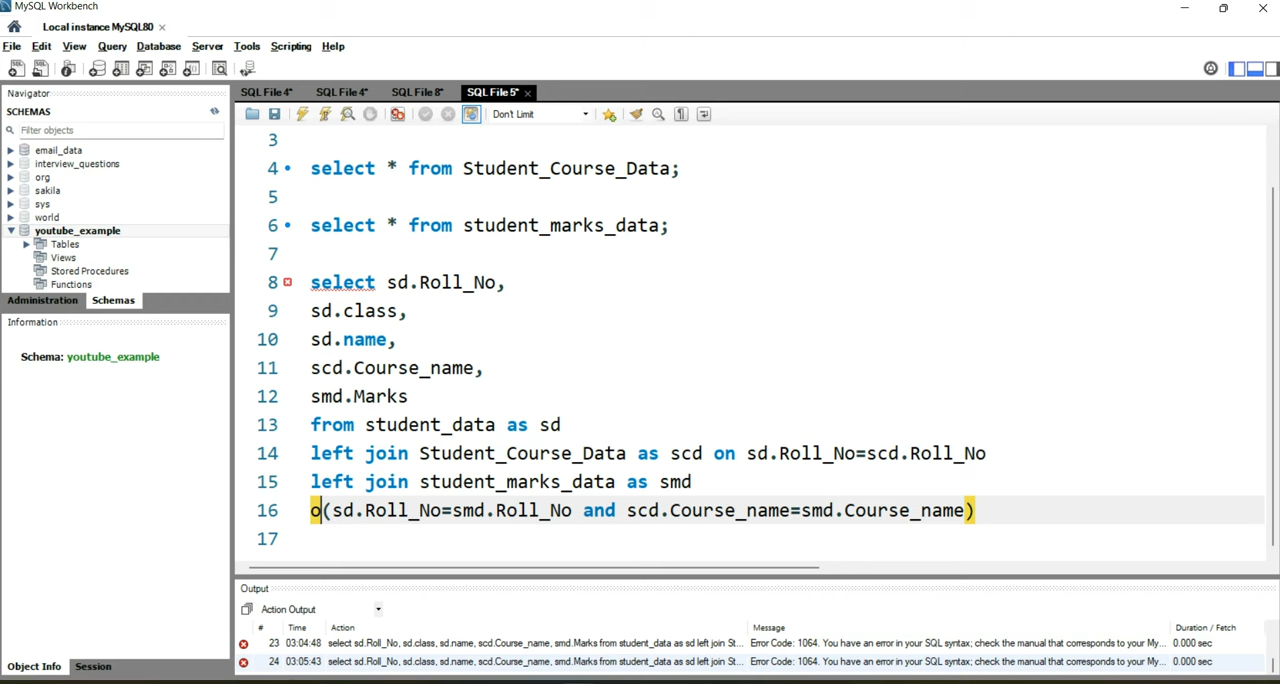 MySQL Workbench
Local instance MySQL80
File Edit View Query Database Server Tools Scripting Help
Navigator
SCHEMAS
Filter objects
email_data
interview_questions
org
sakila
sys
world
youtube_example
Tables
Views
Stored Procedures
Functions
Administration Schemas
Information
Schema: youtube_example
Object Info Session
SQL File 4* SQL File 4* SQL File 8* SQL File 5*
Don't Limit
3
4 select * from Student_Course_Data;
5
6 select * from student_marks_data;
7
8 select sd.Roll_No,
9 sd.class,
10 sd.name,
11 scd.Course_name,
12 smd.Marks
13 from student_data as sd
14 left join Student_Course_Data as scd on sd.Roll_No=scd.Roll_No
15 left join student_marks_data as smd
16 o(sd.Roll_No=smd.Roll_No and scd.Course_name=smd.Course_name)
17
Output
Action Output
# Time Action Message Duration / Fetch
23 03:04:48 select sd.Roll_No, sd.class, sd.name, scd.Course_name, smd.Marks from student_data as sd left join St... Error Code: 1064. You have an error in your SQL syntax; check the manual that corresponds to your My... 0.000 sec
24 03:05:43 select sd.Roll_No, sd.class, sd.name, scd.Course_name, smd.Marks from student_data as sd left join St... Error Code: 1064. You have an error in your SQL syntax; check the manual that corresponds to your My... 0.000 sec